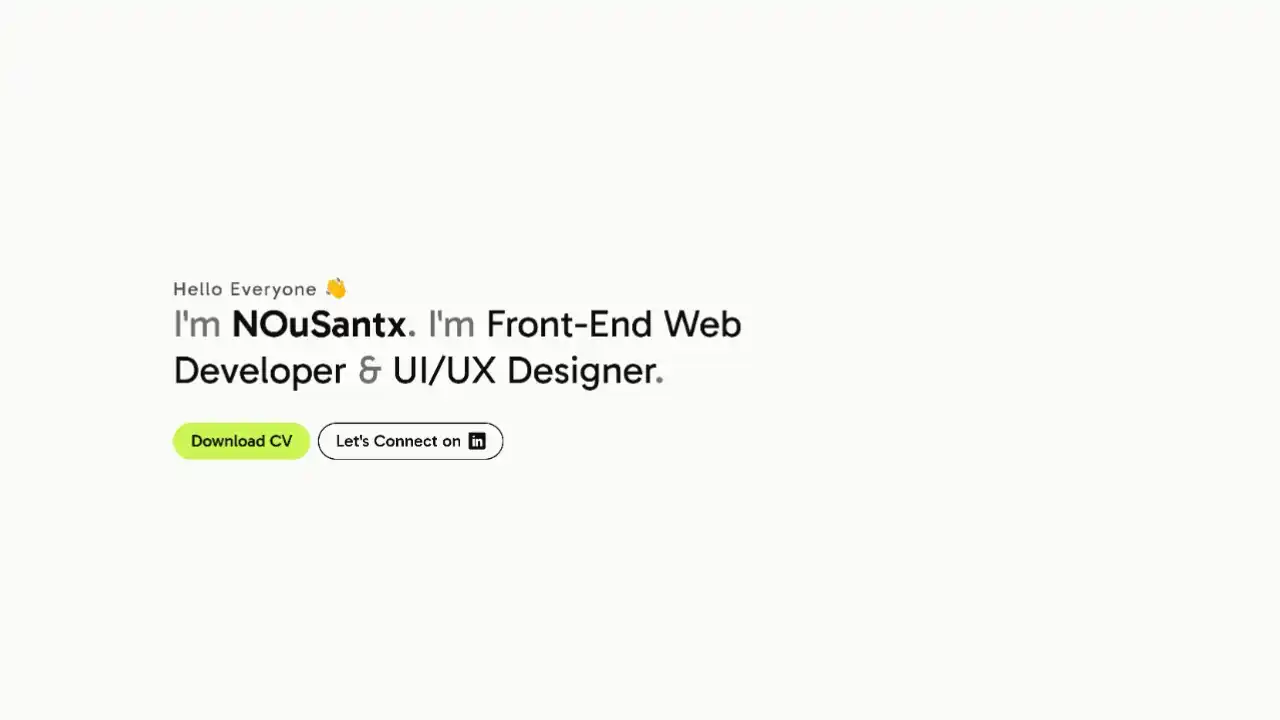 Hello Everyone 👋
I'm NOuSantx. I'm Front-End Web
Developer & UI/UX Designer.
Download CV
Let's Connect on in